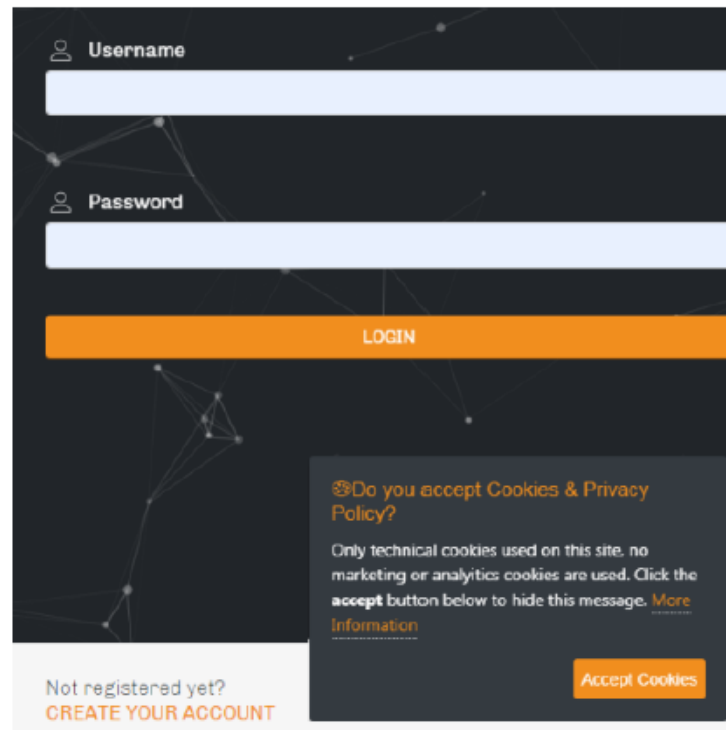 Username
Password
LOGIN
Do you accept Cookies & Privacy
Policy?
Only technical cookies used on this site, no
marketing or analyitics cookies are used. Click the
accept button below to hide this message. More
Information
Accept Cookies
Not registered yet?
CREATE YOUR ACCOUNT